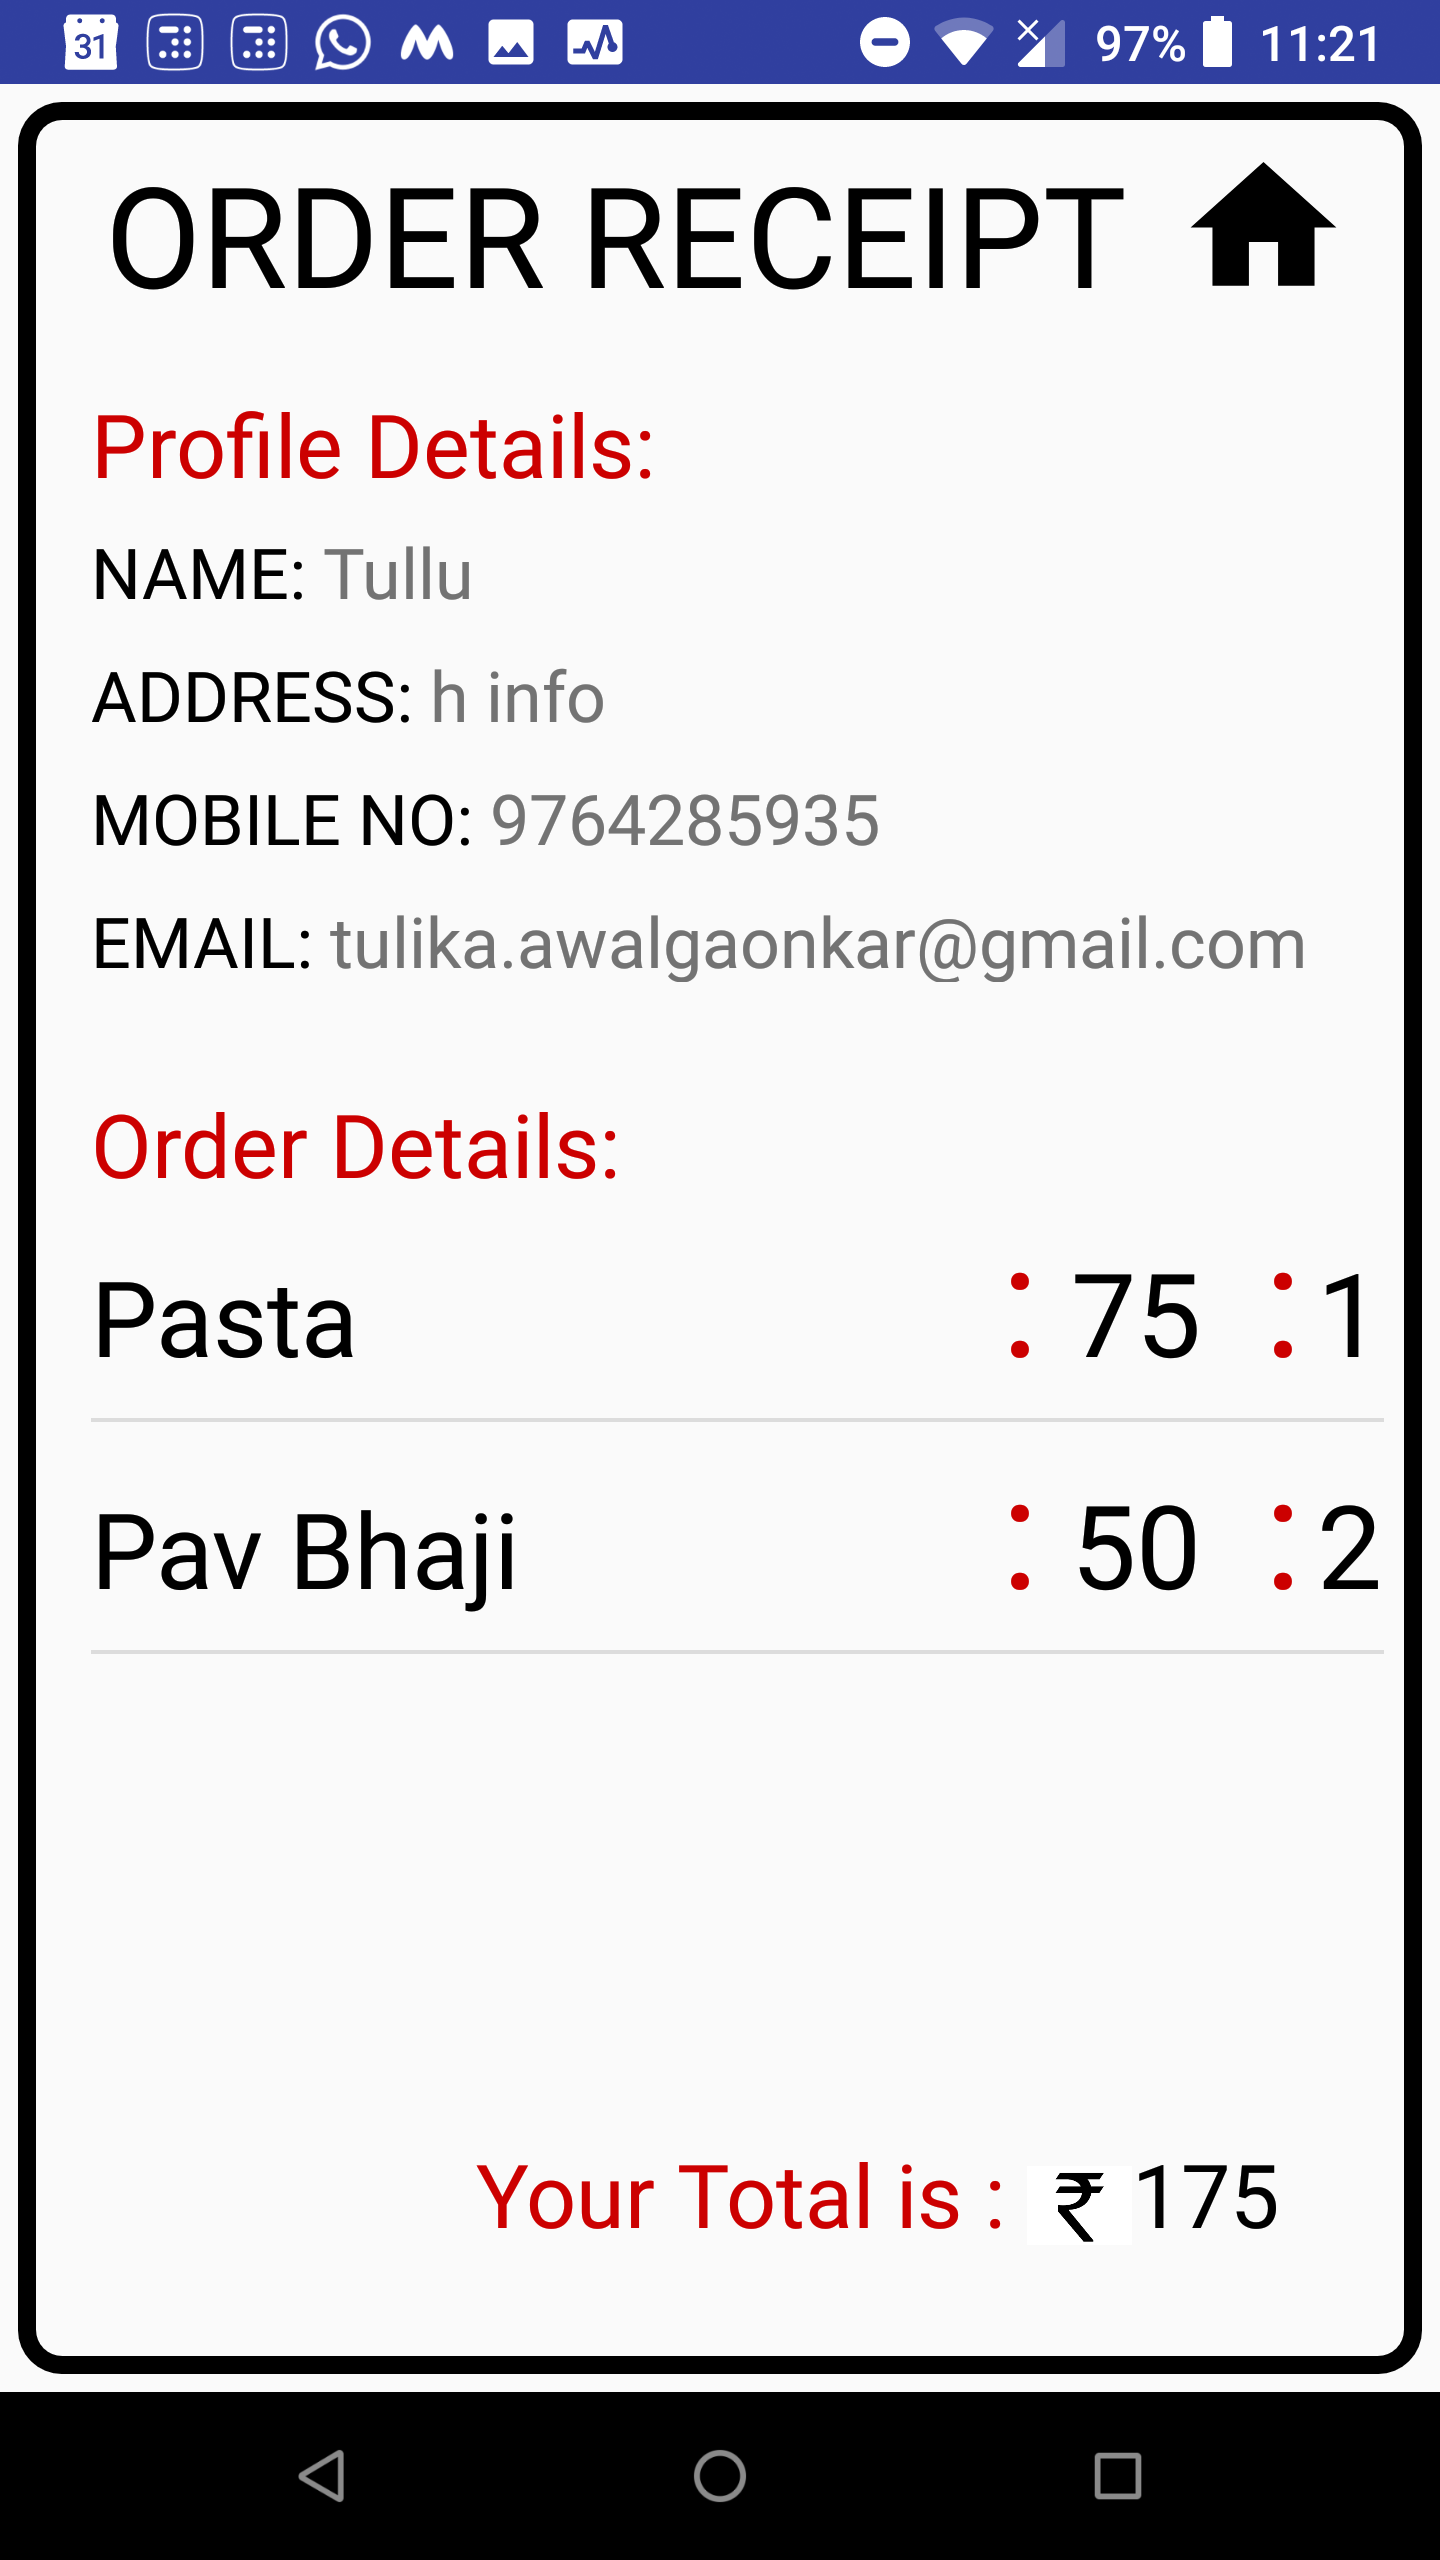 31 97% 11:21
ORDER RECEIPT
Profile Details:
NAME: Tullu
ADDRESS: h info
MOBILE NO: 9764285935
EMAIL: tulika.awalgaonkar@gmail.com
Order Details:
Pasta : 75 : 1
Pav Bhaji : 50 : 2
Your Total is : ₹ 175